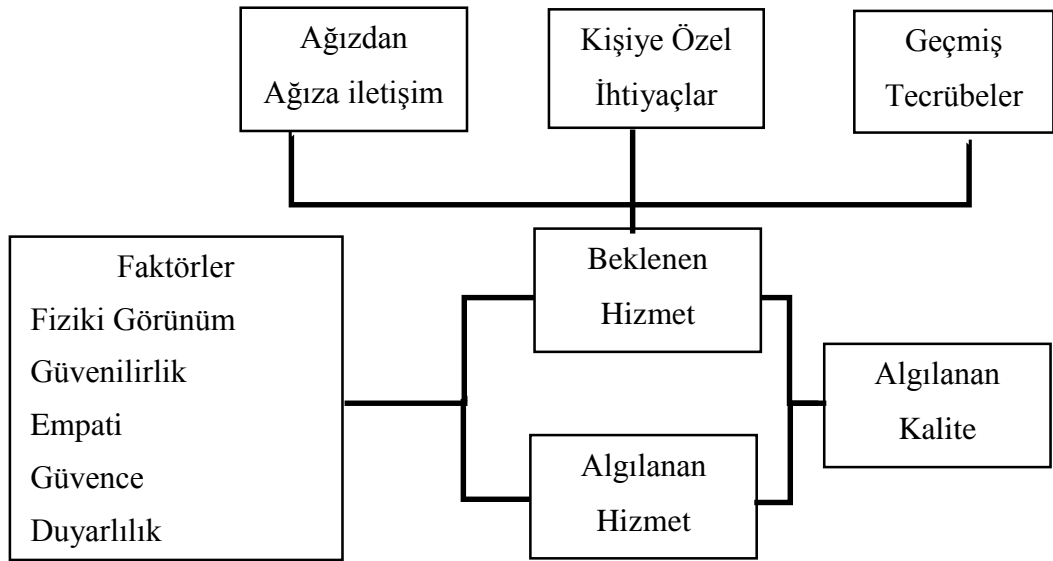 Ağızdan
Ağıza iletişim
Kişiye Özel
İhtiyaçlar
Geçmiş
Tecrübeler
Faktörler
Fiziki Görünüm
Güvenilirlik
Empati
Güvence
Duyarlılık
Beklenen
Hizmet
Algılanan
Hizmet
Algılanan
Kalite